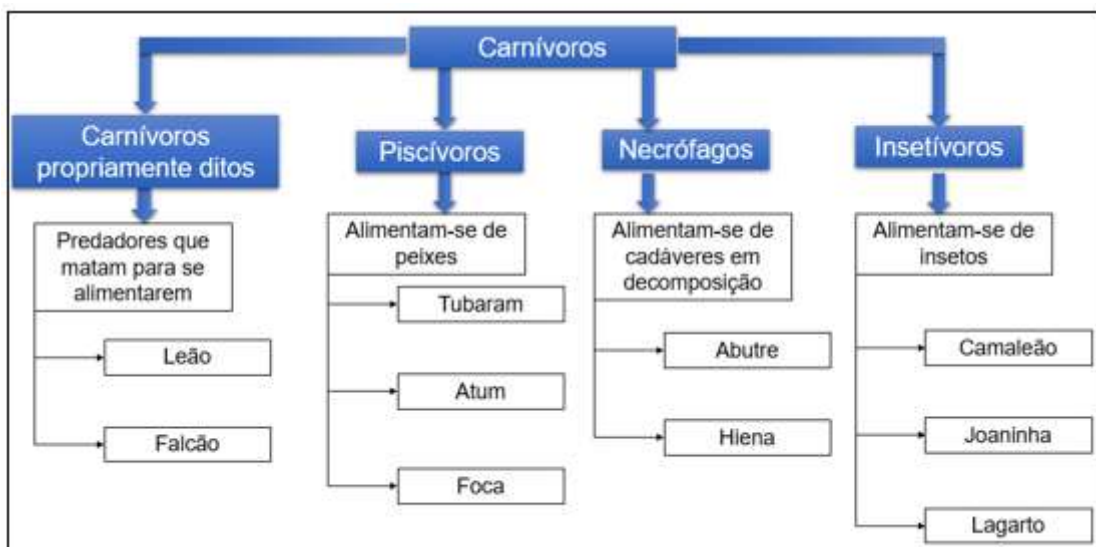 Carnívoros
Carnívoros
propriamente ditos
Predadores que
matam para se
alimentarem
Leão
Falcão
Piscívoros
Alimentam-se de
peixes
Tubaram
Atum
Foca
Necrófagos
Alimentam-se de
cadáveres em
decomposição
Abutre
Hiena
Insetívoros
Alimentam-se de
insetos
Camaleão
Joaninha
Lagarto